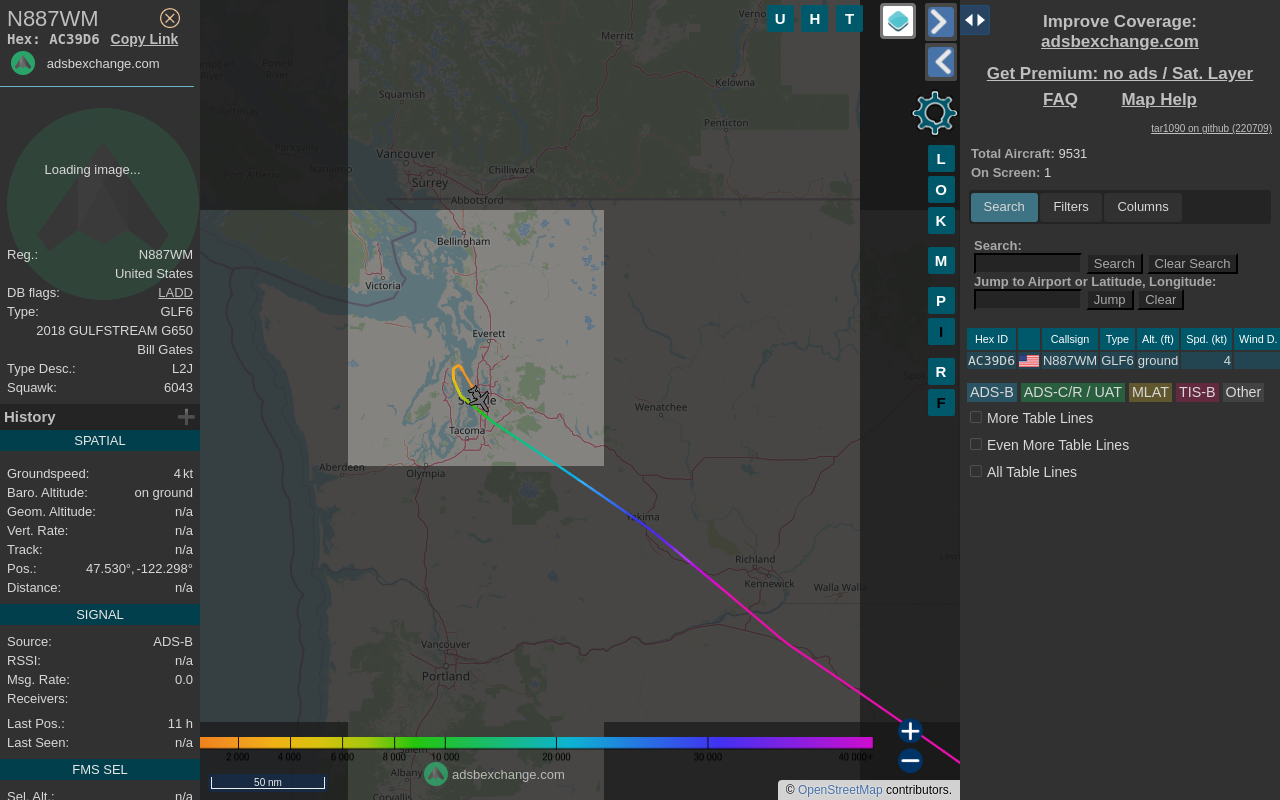 N887WM
Hex: AC39D6 Copy Link
adsbexchange.com
Loading image...
Reg.: N887WM
United States
DB flags: LADD
Type: GLF6
2018 GULFSTREAM G650
Bill Gates
Type Desc.: L2J
Squawk: 6043
History
SPATIAL
Groundspeed: 4 kt
Baro. Altitude: on ground
Geom. Altitude: n/a
Vert. Rate: n/a
Track: n/a
Pos.: 47.530°, -122.298°
Distance: n/a
SIGNAL
Source: ADS-B
RSSI: n/a
Msg. Rate: 0.0
Receivers:
Last Pos.: 11 h
Last Seen: n/a
FMS SEL
Sel. Alt.: n/a
U H T
L
O
K
M
P
I
R
F
Merritt
Kelowna
Powell River
Squamish
Penticton
Parksville
Port Alberni
Nanaimo
Vancouver
Surrey
Chilliwack
Abbotsford
Bellingham
Victoria
Everett
Wenatchee
Tacoma
Aberdeen
Olympia
Yakima
Richland
Kennewick
Walla Walla
Vancouver
Portland
Albany
Corvallis
2 000 4 000 6 000 8 000 10 000 20 000 30 000 40 000+
50 nm
adsbexchange.com
© OpenStreetMap contributors.
Improve Coverage:
adsbexchange.com
Get Premium: no ads / Sat. Layer
FAQ Map Help
tar1090 on github (220709)
Total Aircraft: 9531
On Screen: 1
Search Filters Columns
Search:
Search Clear Search
Jump to Airport or Latitude, Longitude:
Jump Clear
Hex ID Callsign Type Alt. (ft) Spd. (kt) Wind D.
AC39D6 N887WM GLF6 ground 4
ADS-B ADS-C/R / UAT MLAT TIS-B Other
More Table Lines
Even More Table Lines
All Table Lines